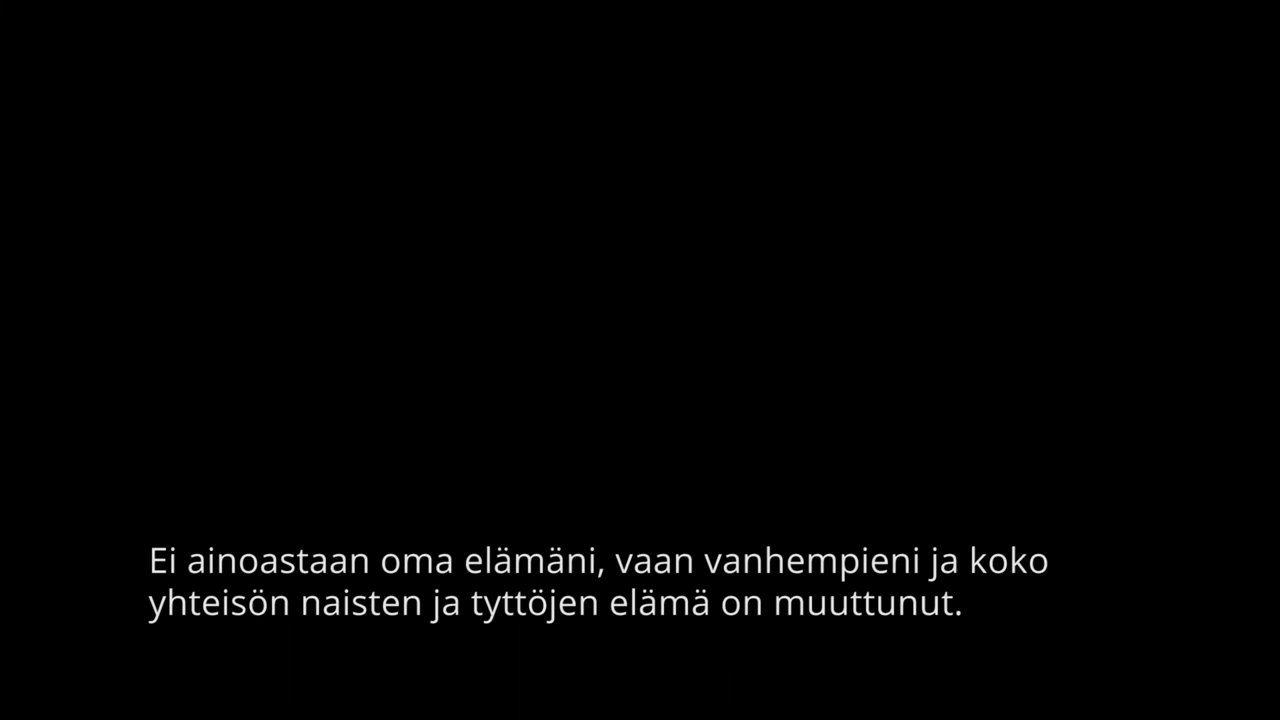 Ei ainoastaan oma elämäni, vaan vanhempieni ja koko
yhteisön naisten ja tyttöjen elämä on muuttunut.